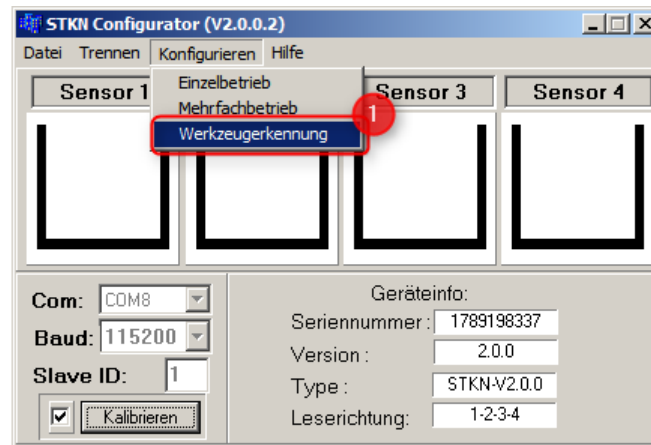 STKN Configurator (V2.0.0.2)
Datei Trennen Konfigurieren Hilfe
Einzelbetrieb
Mehrfachbetrieb
Werkzeugerkennung
1
Sensor 1 Sensor 3 Sensor 4
Com: COM8
Baud: 115200
Slave ID: 1
Kalibrieren
Geräteinfo:
Seriennummer : 1789198337
Version : 2.0.0
Type : STKN-V2.0.0
Leserichtung: 1-2-3-4